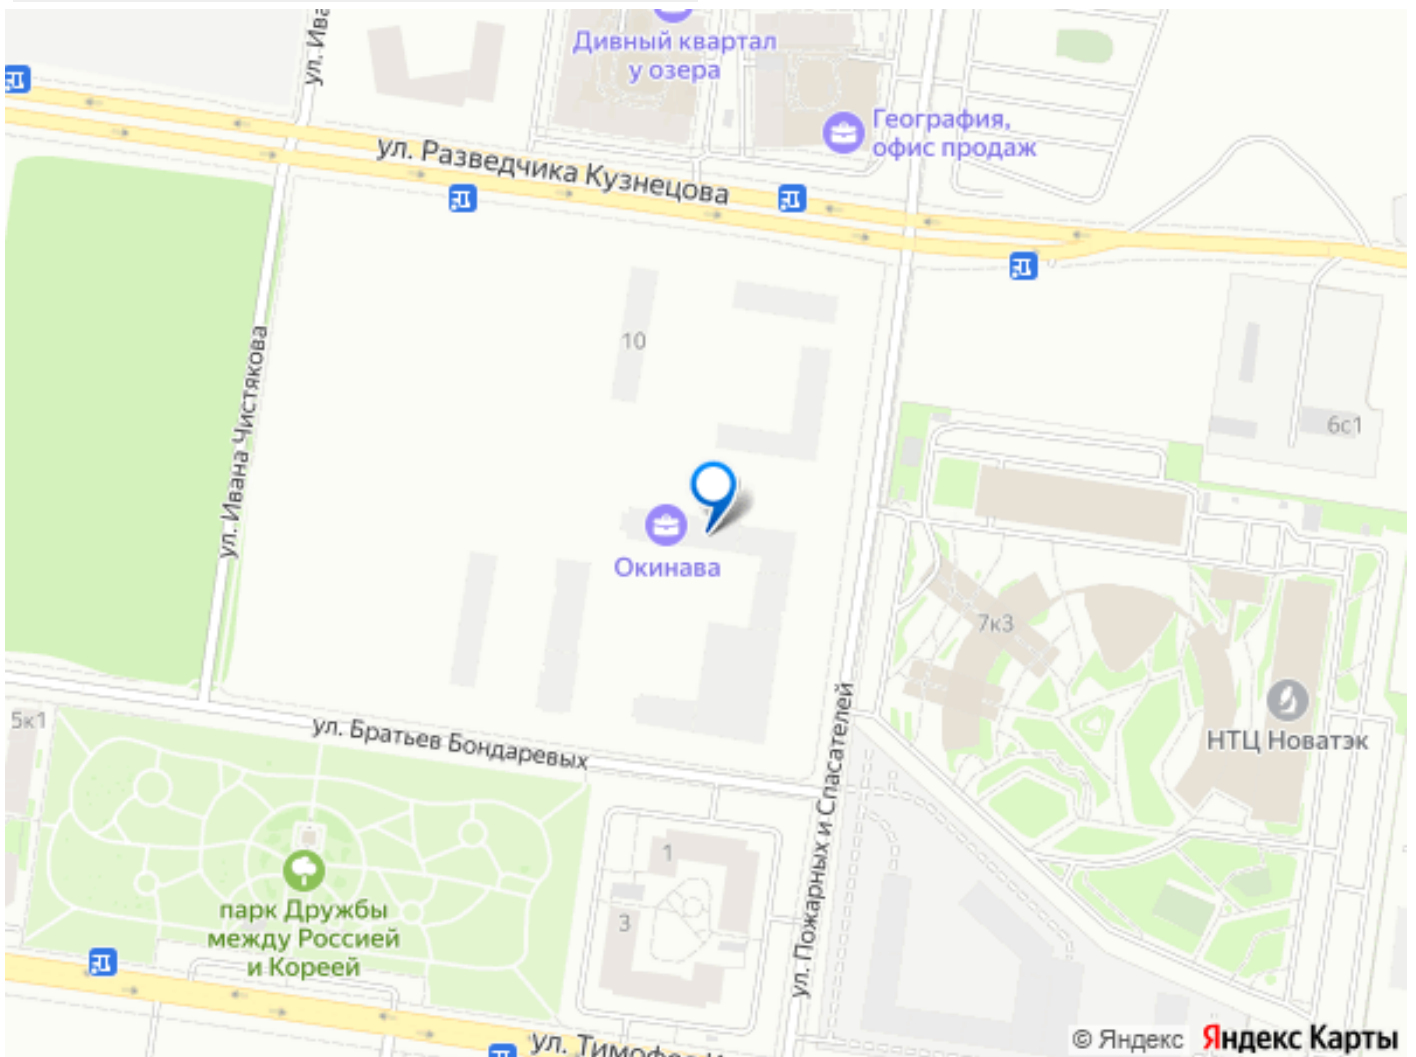 ул. Ива
Дивный квартал
у озера
География,
офис продаж
ул. Разведчика Кузнецова
10
6с1
ул. Ивана Чистякова
Окинава
7к3
5к1
ул. Братьев Бондаревых
НТЦ Новатэк
ул. Пожарных и Спасателей
1
3
парк Дружбы
между Россией
и Кореей
ул. Тимофе
© Яндекс Яндекс Карты